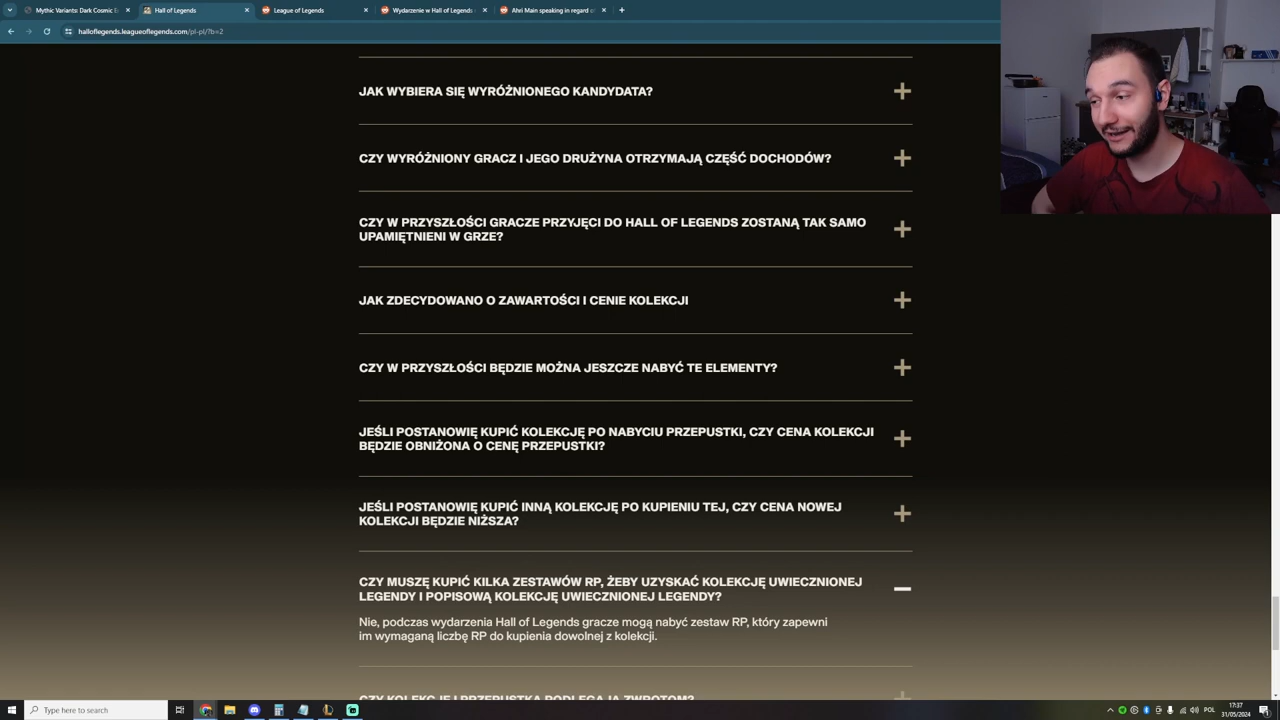 Mythic Variants: Dark Cosmic E
Hall of Legends
League of Legends
Wydarzenie w Hall of Legends
Ahri Main speaking in regard of
halloflegends.leagueoflegends.com/pl-pl/?b=2
JAK WYBIERA SIĘ WYRÓŻNIONEGO KANDYDATA?
CZY WYRÓŻNIONY GRACZ I JEGO DRUŻYNA OTRZYMAJĄ CZĘŚĆ DOCHODÓW?
CZY W PRZYSZŁOŚCI GRACZE PRZYJĘCI DO HALL OF LEGENDS ZOSTANĄ TAK SAMO
UPAMIĘTNIENI W GRZE?
JAK ZDECYDOWANO O ZAWARTOŚCI I CENIE KOLEKCJI
CZY W PRZYSZŁOŚCI BĘDZIE MOŻNA JESZCZE NABYĆ TE ELEMENTY?
JEŚLI POSTANOWIĘ KUPIĆ KOLEKCJĘ PO NABYCIU PRZEPUSTKI, CZY CENA KOLEKCJI
BĘDZIE OBNIŻONA O CENĘ PRZEPUSTKI?
JEŚLI POSTANOWIĘ KUPIĆ INNĄ KOLEKCJĘ PO KUPIENIU TEJ, CZY CENA NOWEJ
KOLEKCJI BĘDZIE NIŻSZA?
CZY MUSZĘ KUPIĆ KILKA ZESTAWÓW RP, ŻEBY UZYSKAĆ KOLEKCJĘ UWIECZNIONEJ
LEGENDY I POPISOWĄ KOLEKCJĘ UWIECZNIONEJ LEGENDY?
Nie, podczas wydarzenia Hall of Legends gracze mogą nabyć zestaw RP, który zapewni
im wymaganą liczbę RP do kupienia dowolnej z kolekcji.
CZY KOLEKCJE I PRZEPUSTKA PODLEGAJĄ ZWROTOM?
Type here to search
POL
17:37
31/05/2024